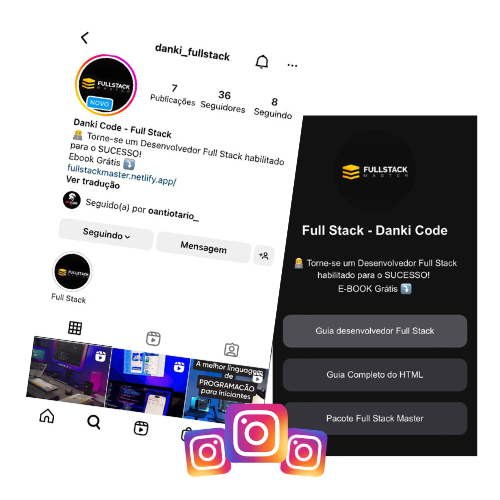 danki_fullstack
FULLSTACK
MASTER
NOVO
7
Publicações
36
Seguidores
8
Seguindo
Danki Code - Full Stack
Torne-se um Desenvolvedor Full Stack habilitado
para o SUCESSO!
Ebook Grátis
fullstackmaster.netlify.app/
Ver tradução
Seguido(a) por oantiotario_
Seguindo
Mensagem
Full Stack
A melhor linguagem
de
PROGRAMAÇÃO
para iniciantes
FULLSTACK
MASTER
Full Stack - Danki Code
Torne-se um Desenvolvedor Full Stack
habilitado para o SUCESSO!
E-BOOK Grátis
Guia desenvolvedor Full Stack
Guia Completo do HTML
Pacote Full Stack Master